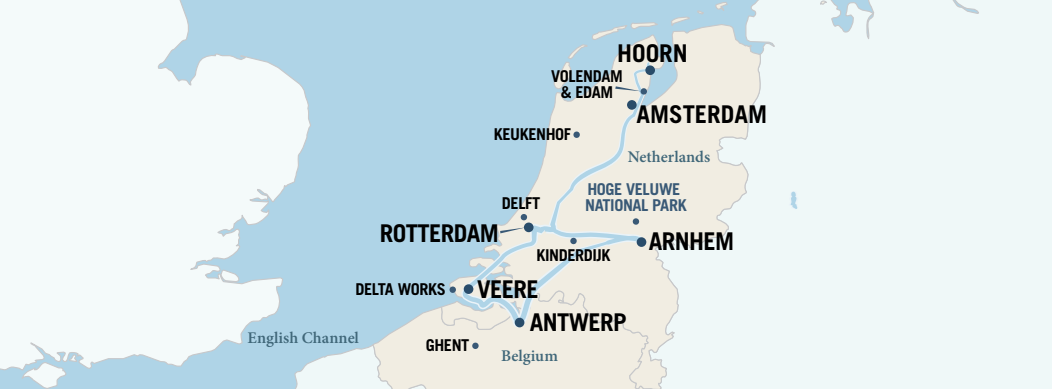 HOORN
VOLENDAM
& EDAM
AMSTERDAM
KEUKENHOF
Netherlands
HOGE VELUWE
NATIONAL PARK
DELFT
ROTTERDAM
ARNHEM
KINDERDIJK
DELTA WORKS
VEERE
ANTWERP
English Channel
GHENT
Belgium